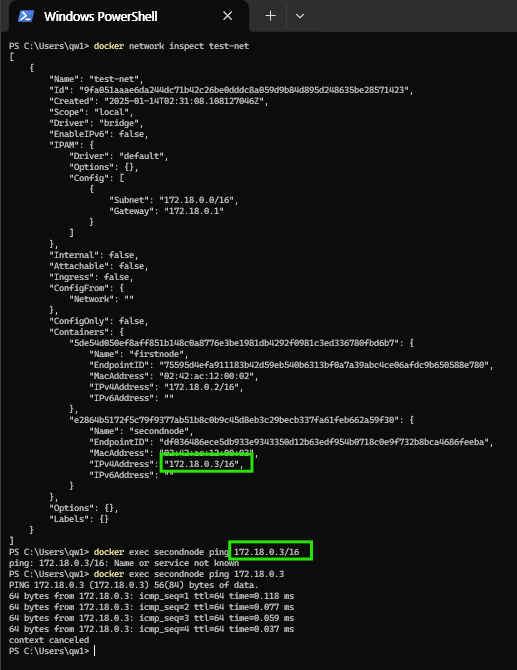 Windows PowerShell
PS C:\Users\qw1> docker network inspect test-net
[
    {
        "Name": "test-net",
        "Id": "9fa051aaae6da244dc71b42c26be0dddc8a059d9b84d895d248635be28571423",
        "Created": "2025-01-14T02:31:08.108127046Z",
        "Scope": "local",
        "Driver": "bridge",
        "EnableIPv6": false,
        "IPAM": {
            "Driver": "default",
            "Options": {},
            "Config": [
                {
                    "Subnet": "172.18.0.0/16",
                    "Gateway": "172.18.0.1"
                }
            ]
        },
        "Internal": false,
        "Attachable": false,
        "Ingress": false,
        "ConfigFrom": {
            "Network": ""
        },
        "ConfigOnly": false,
        "Containers": {
            "5de54d050ef8aff851b148c0a8776e3be1981db4292f0981c3ed336780fbd6b7": {
                "Name": "firstnode",
                "EndpointID": "75595d4efa911183b42d59eb540b6313bf0a7a39abc4ce06afdc9b650588e780",
                "MacAddress": "02:42:ac:12:00:02",
                "IPv4Address": "172.18.0.2/16",
                "IPv6Address": ""
            },
            "e2864b5172f5c79f9377ab51b8c0b9c45d8eb3c29becb337fa61feb662a59f30": {
                "Name": "secondnode",
                "EndpointID": "df036486ece5db933e9343350d12b63edf954b0718c0e9f732b8bca4686feeba",
                "MacAddress": "02:42:ac:12:00:03",
                "IPv4Address": "172.18.0.3/16",
                "IPv6Address": ""
            }
        },
        "Options": {},
        "Labels": {}
    }
]
PS C:\Users\qw1> docker exec secondnode ping 172.18.0.3/16
ping: 172.18.0.3/16: Name or service not known
PS C:\Users\qw1> docker exec secondnode ping 172.18.0.3
PING 172.18.0.3 (172.18.0.3) 56(84) bytes of data.
64 bytes from 172.18.0.3: icmp_seq=1 ttl=64 time=0.118 ms
64 bytes from 172.18.0.3: icmp_seq=2 ttl=64 time=0.077 ms
64 bytes from 172.18.0.3: icmp_seq=3 ttl=64 time=0.059 ms
64 bytes from 172.18.0.3: icmp_seq=4 ttl=64 time=0.037 ms
context canceled
PS C:\Users\qw1>